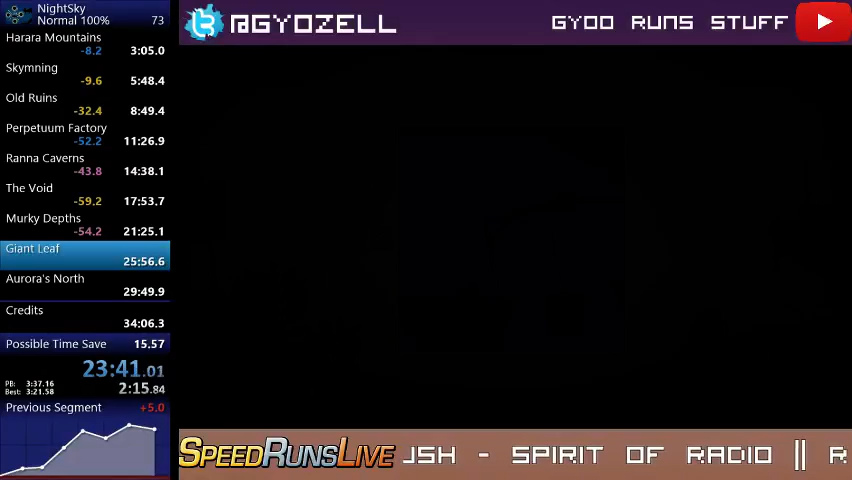 NightSky
Normal 100% 73
Harara Mountains
-8.2 3:05.0
Skymning
-9.6 5:48.4
Old Ruins
-32.4 8:49.4
Perpetuum Factory
-52.2 11:26.9
Ranna Caverns
-43.8 14:38.1
The Void
-59.2 17:53.7
Murky Depths
-54.2 21:25.1
Giant Leaf
25:56.6
Aurora's North
29:49.9
Credits
34:06.3
Possible Time Save 15.57
23:41.01
PB: 3:37.16
Best: 3:21.58
2:15.84
Previous Segment +5.0
@GYOZELL
GYOO RUNS STUFF
SPEEDRUNSLIVE
JSH - SPIRIT OF RADIO || R